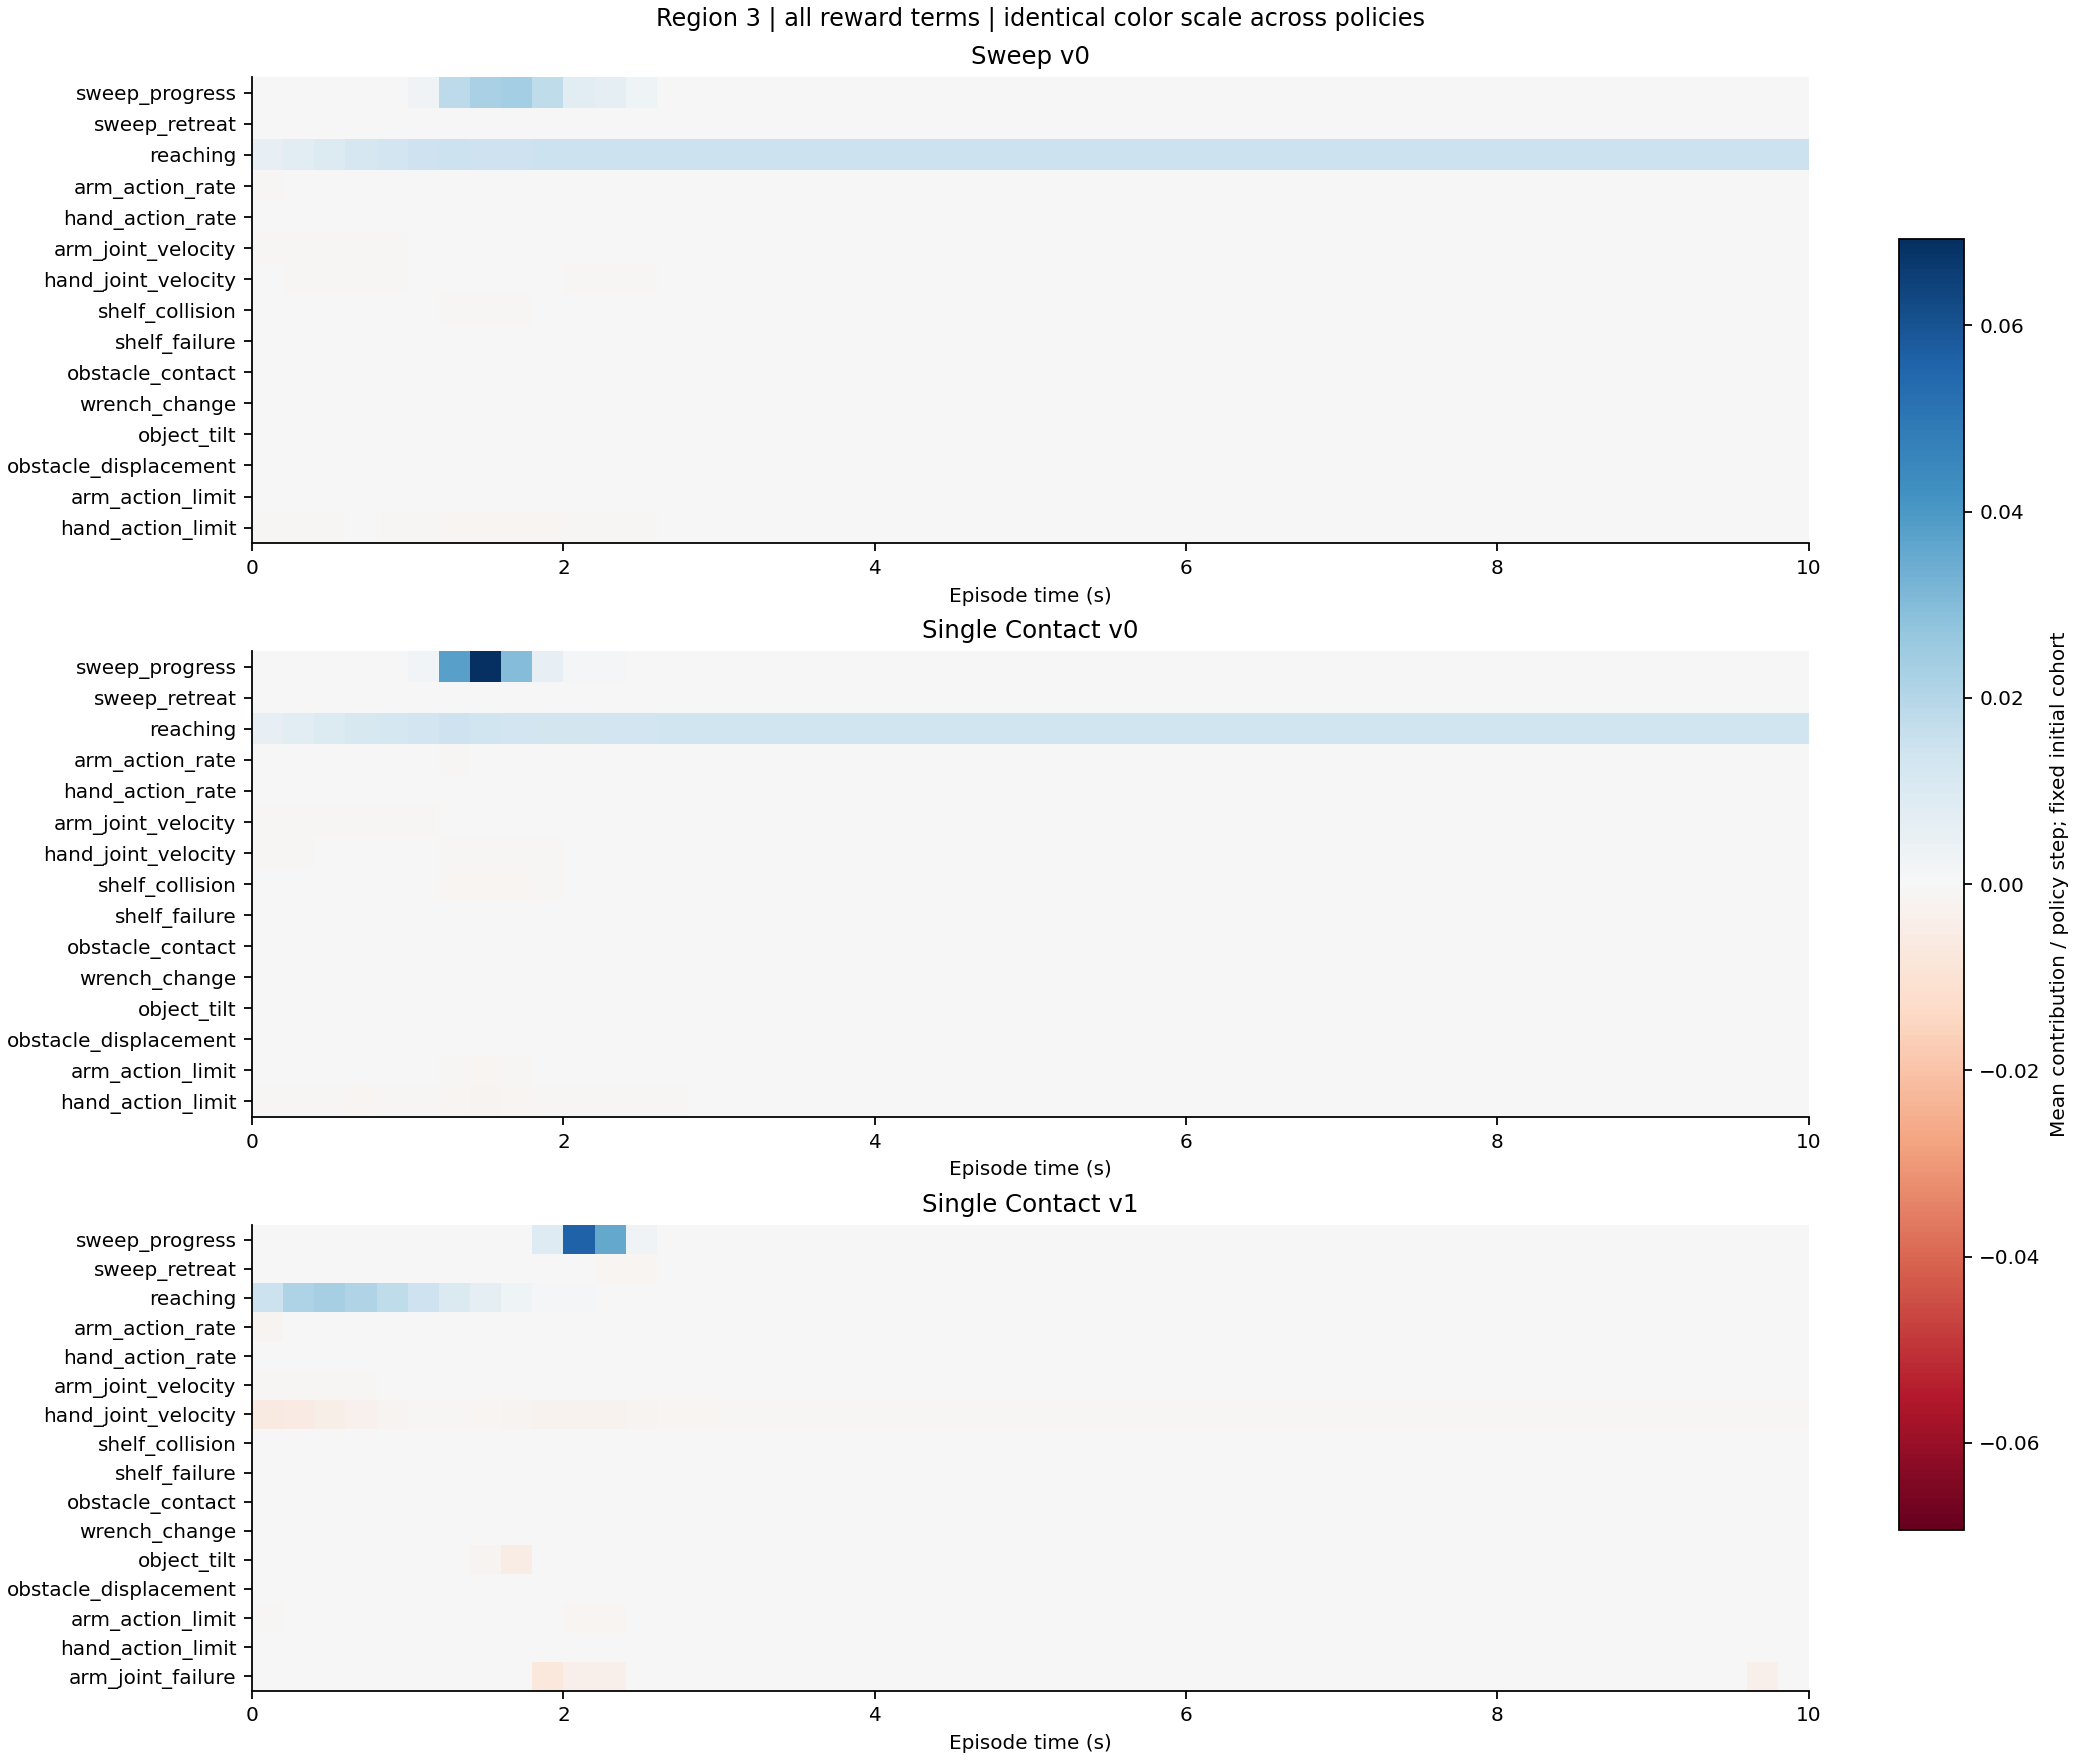 Region 3 | all reward terms | identical color scale across policies
Sweep v0
sweep_progress
sweep_retreat
reaching
arm_action_rate
hand_action_rate
arm_joint_velocity
hand_joint_velocity
shelf_collision
shelf_failure
obstacle_contact
wrench_change
object_tilt
obstacle_displacement
arm_action_limit
hand_action_limit
0 2 4 6 8 10
Episode time (s)
Single Contact v0
sweep_progress
sweep_retreat
reaching
arm_action_rate
hand_action_rate
arm_joint_velocity
hand_joint_velocity
shelf_collision
shelf_failure
obstacle_contact
wrench_change
object_tilt
obstacle_displacement
arm_action_limit
hand_action_limit
0 2 4 6 8 10
Episode time (s)
Single Contact v1
sweep_progress
sweep_retreat
reaching
arm_action_rate
hand_action_rate
arm_joint_velocity
hand_joint_velocity
shelf_collision
shelf_failure
obstacle_contact
wrench_change
object_tilt
obstacle_displacement
arm_action_limit
hand_action_limit
arm_joint_failure
0 2 4 6 8 10
Episode time (s)
0.06
0.04
0.02
0.00
−0.02
−0.04
−0.06
Mean contribution / policy step; fixed initial cohort